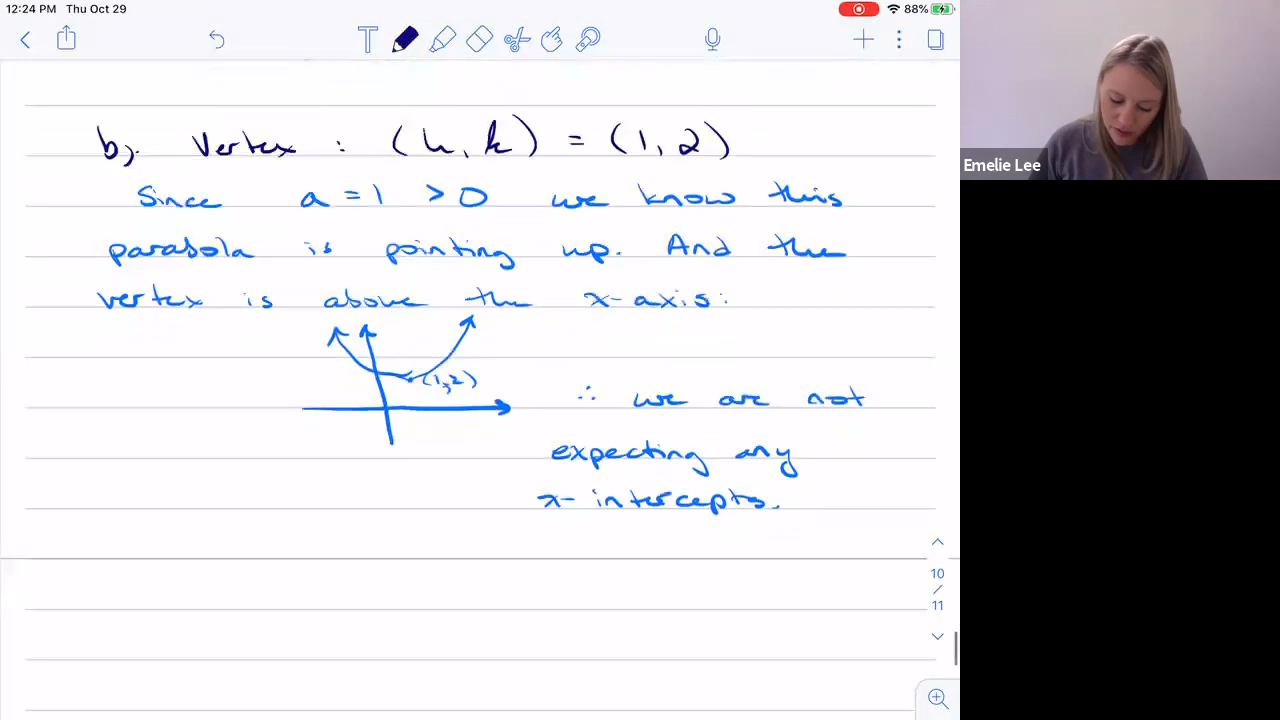 12:24 PM Thu Oct 29
88%
T
b). Vertex : (h, k) = (1, 2)
Since a = 1 > 0 we know this
parabola is pointing up. And the
vertex is above the x-axis:
(1,2)
∴ we are not
expecting any
x-intercepts.
10
/
11
Emelie Lee